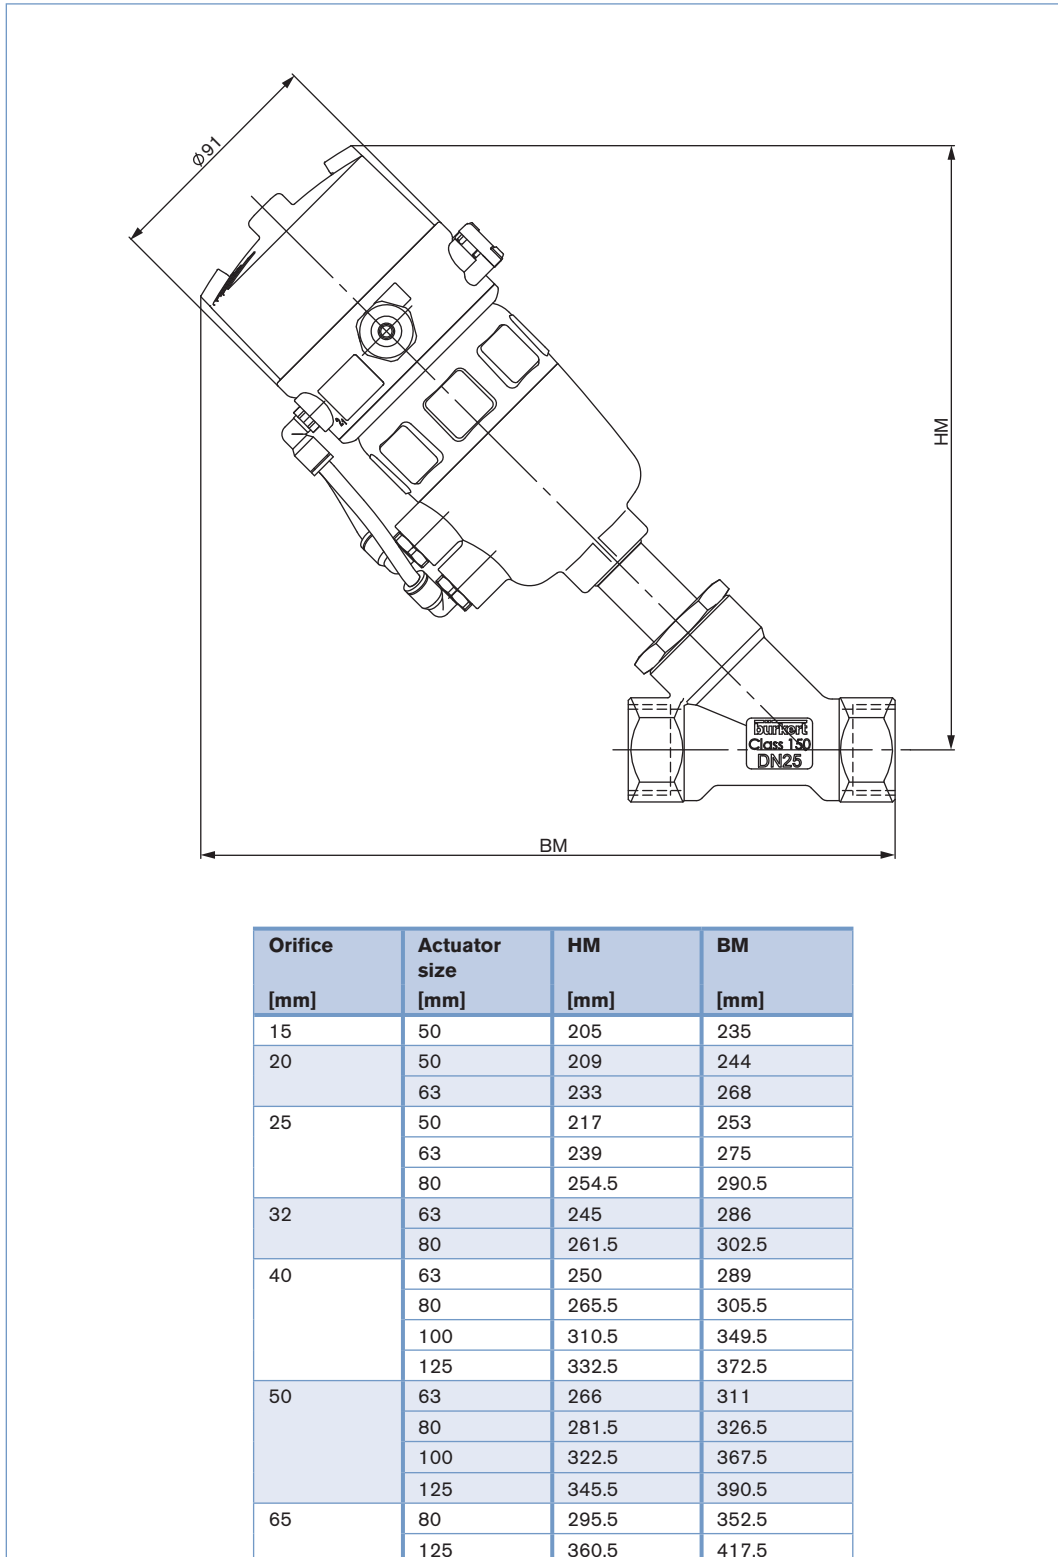 Ø91
HM
bürkert
Class 150
DN25
BM
Orifice Actuator size HM BM
[mm] [mm] [mm] [mm]
15 50 205 235
20 50 209 244
63 233 268
25 50 217 253
63 239 275
80 254.5 290.5
32 63 245 286
80 261.5 302.5
40 63 250 289
80 265.5 305.5
100 310.5 349.5
125 332.5 372.5
50 63 266 311
80 281.5 326.5
100 322.5 367.5
125 345.5 390.5
65 80 295.5 352.5
125 360.5 417.5